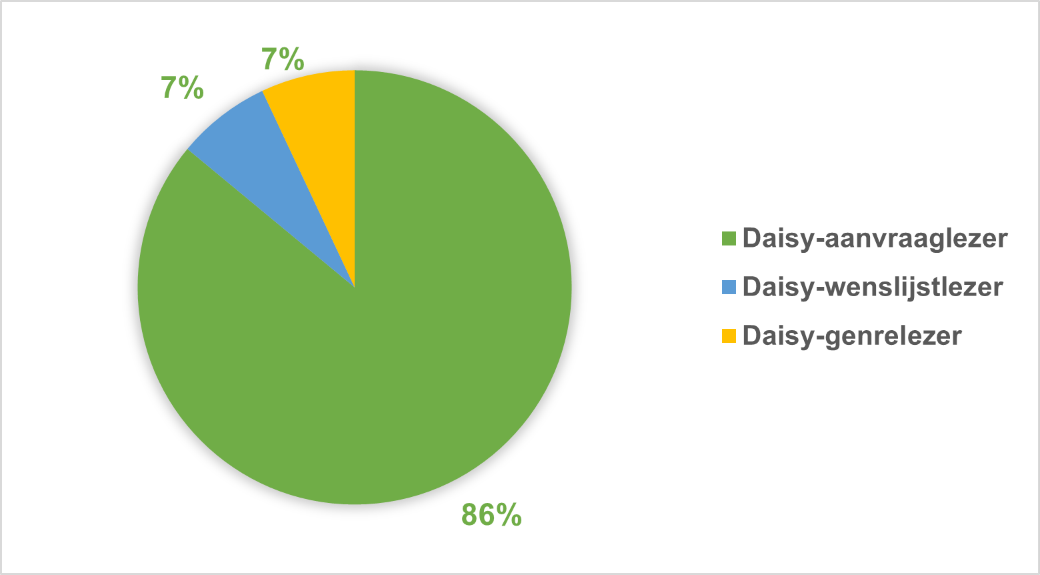 7%
7%
Daisy-aanvraaglezer
Daisy-wenslijstlezer
Daisy-genrelezer
86%